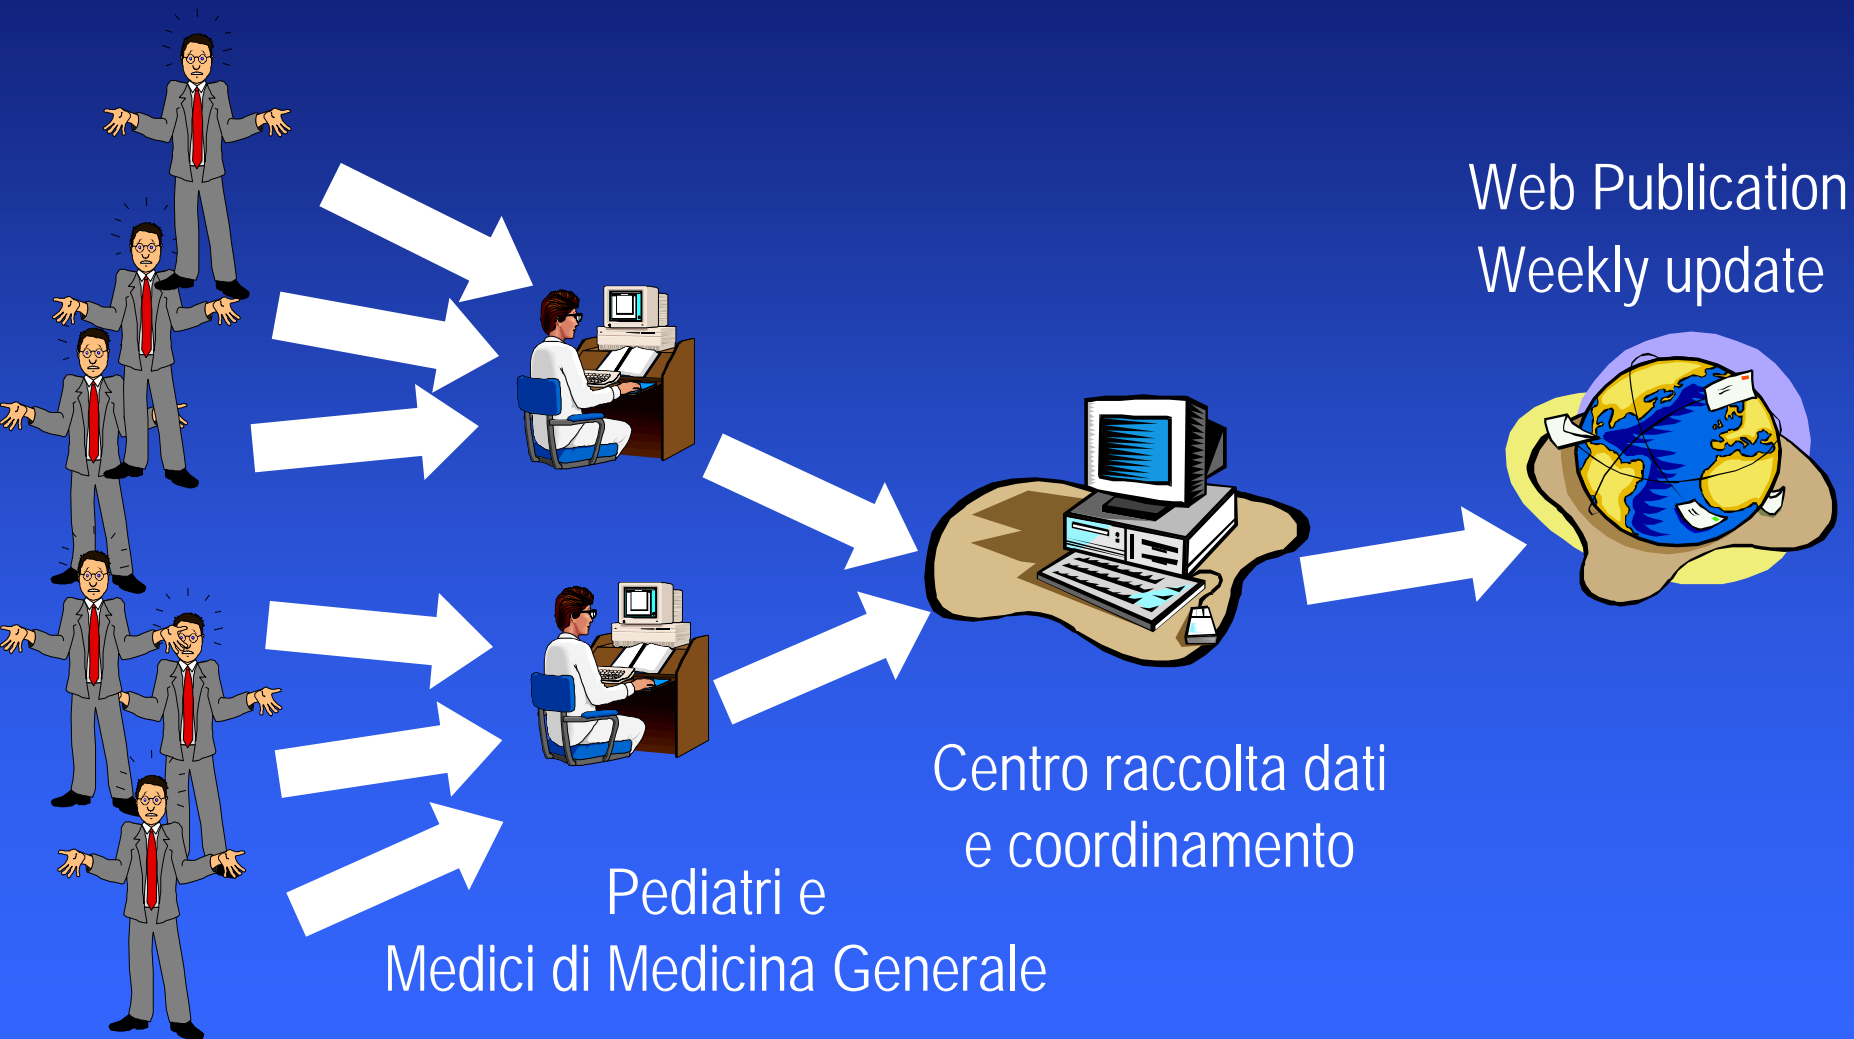 Web Publication
Weekly update
Centro raccolta dati
e coordinamento
Pediatri e
Medici di Medicina Generale